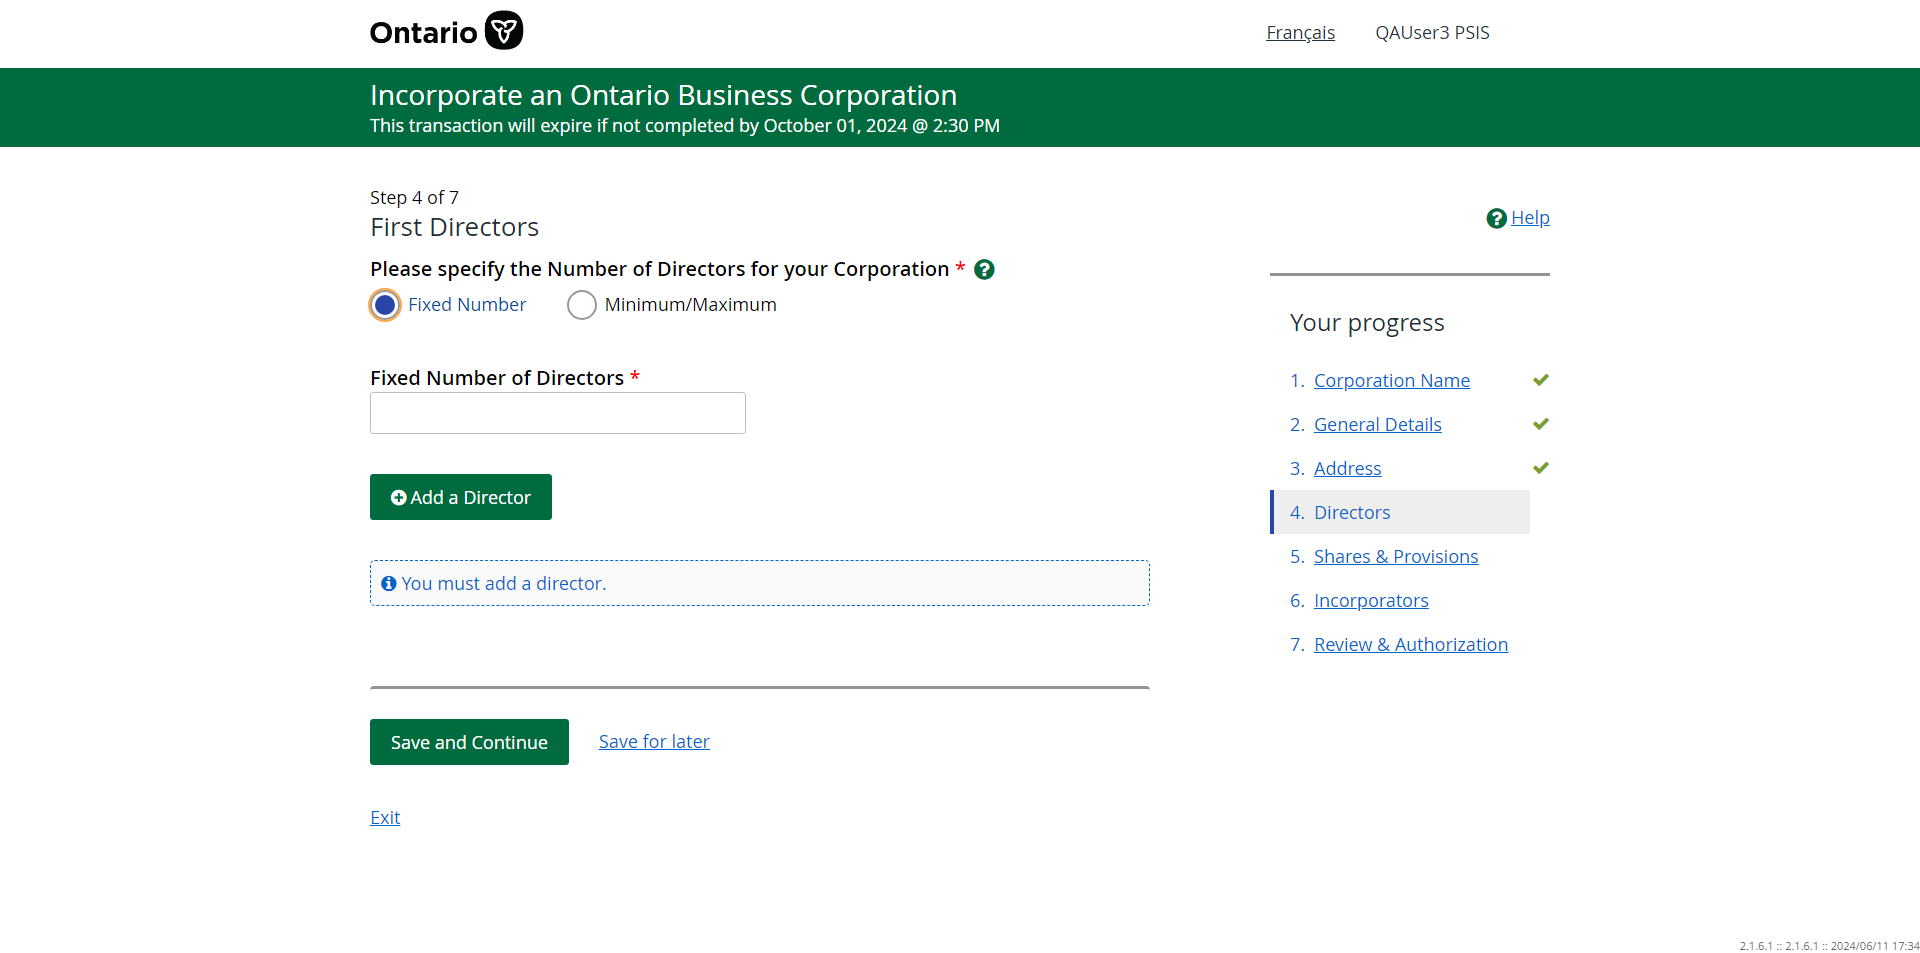 Ontario
Français
QAUser3 PSIS
Incorporate an Ontario Business Corporation
This transaction will expire if not completed by October 01, 2024 @ 2:30 PM
Step 4 of 7
First Directors
Please specify the Number of Directors for your Corporation * ?
Fixed Number
Minimum/Maximum
Fixed Number of Directors *
Add a Director
You must add a director.
Save and Continue
Save for later
Exit
? Help
Your progress
1. Corporation Name
2. General Details
3. Address
4. Directors
5. Shares & Provisions
6. Incorporators
7. Review & Authorization
2.1.6.1 :: 2.1.6.1 :: 2024/06/11 17:34